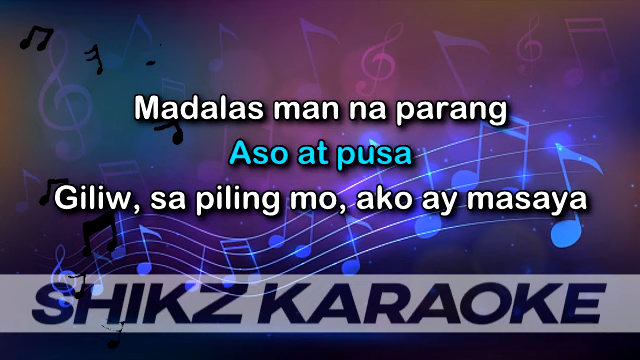 Madalas man na parang
Aso at pusa
Giliw, sa piling mo, ako ay masaya
SHIKZ KARAOKE